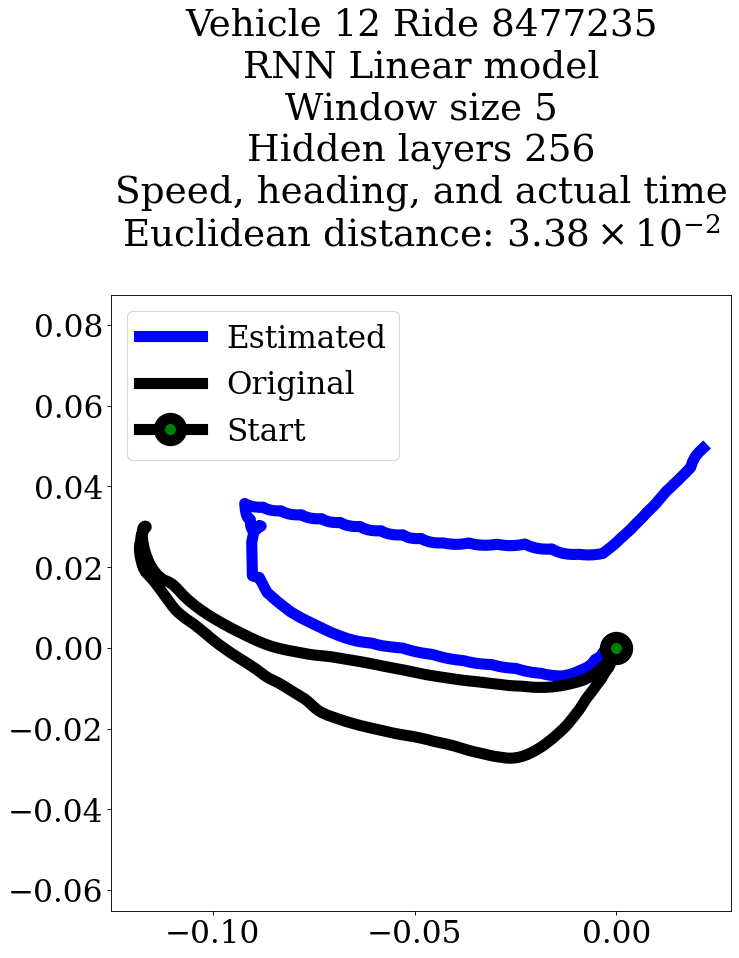 Vehicle 12 Ride 8477235
RNN Linear model
Window size 5
Hidden layers 256
Speed, heading, and actual time
Euclidean distance: 3.38 × 10⁻²
Estimated
Original
Start
0.08
0.06
0.04
0.02
0.00
−0.02
−0.04
−0.06
−0.10
−0.05
0.00